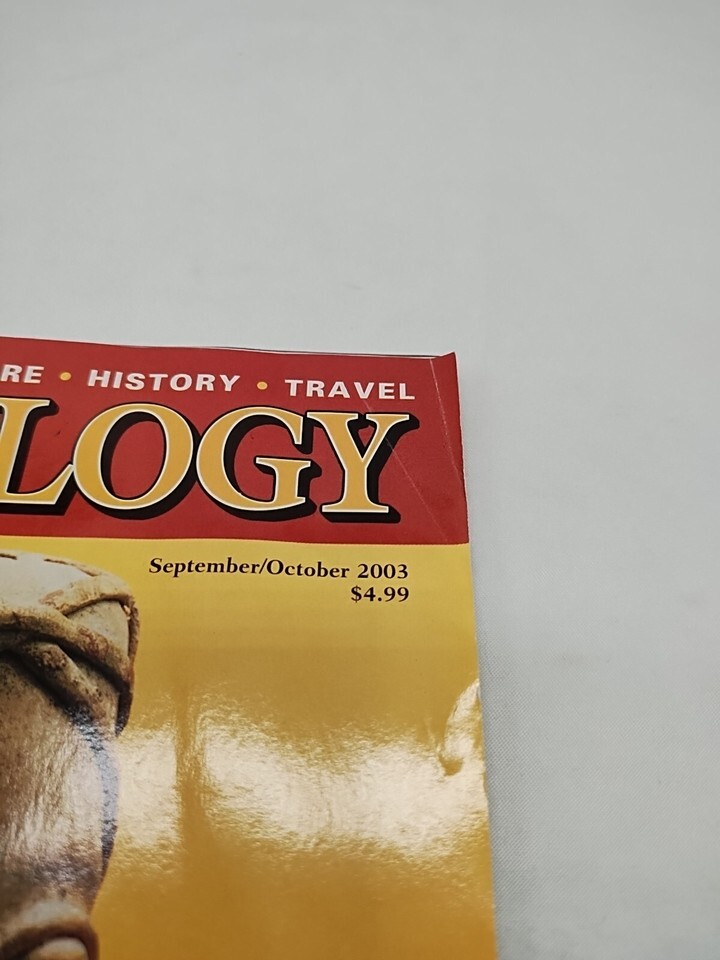 RE • HISTORY • TRAVEL
LOGY
September/October 2003
$4.99